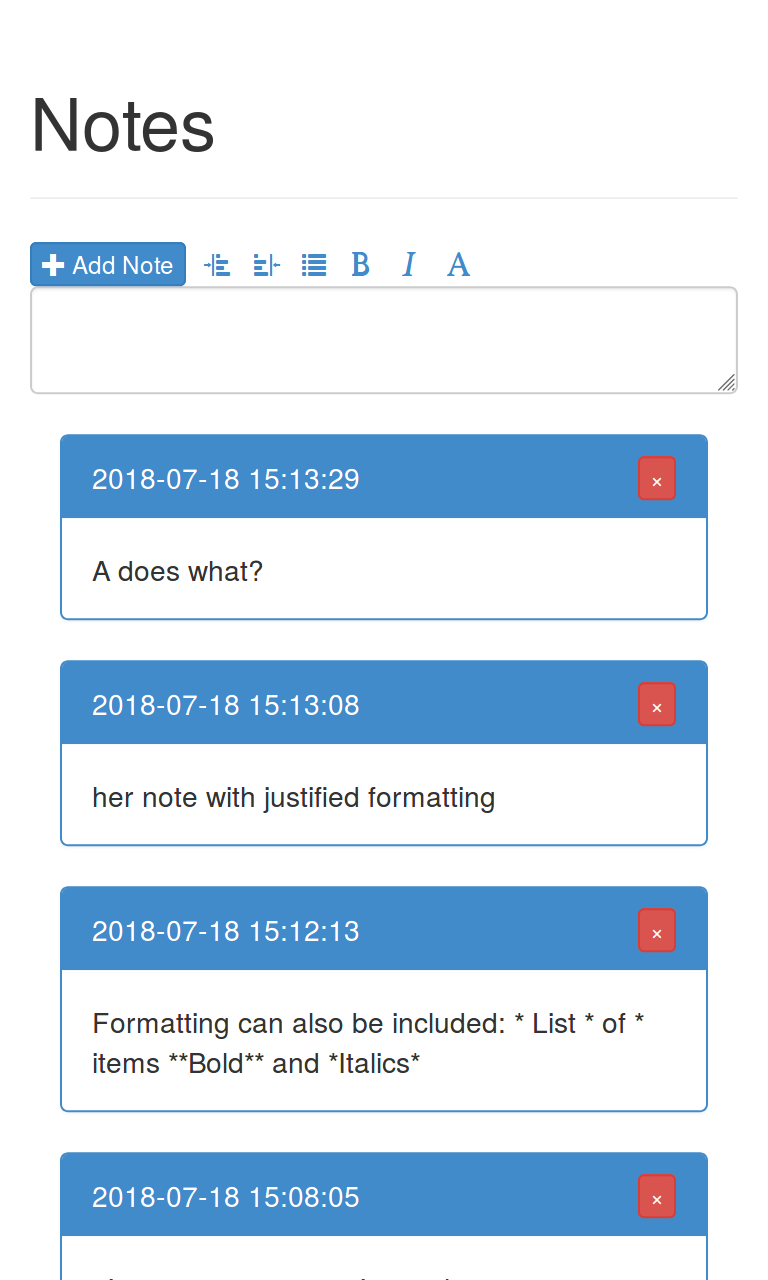 Notes
Add Note B I A
2018-07-18 15:13:29
×
A does what?
2018-07-18 15:13:08
×
her note with justified formatting
2018-07-18 15:12:13
×
Formatting can also be included: * List * of *
items **Bold** and *Italics*
2018-07-18 15:08:05
×